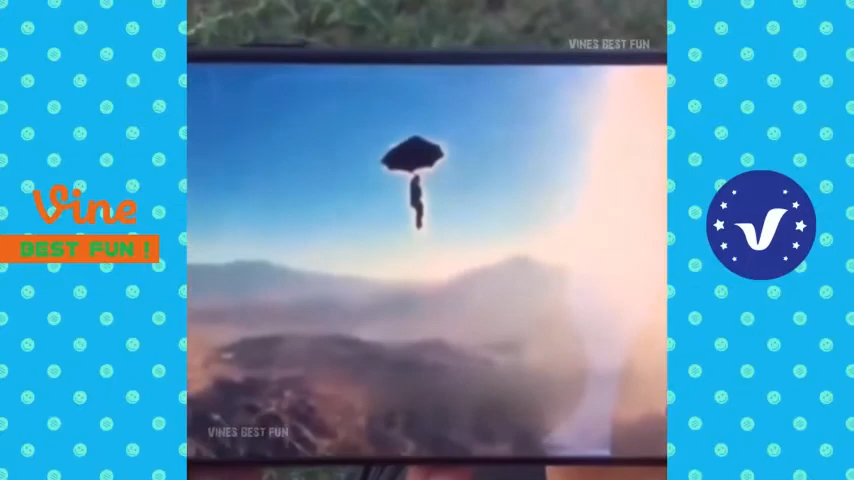 VINES BEST FUN
Vine
BEST FUN !
V
VINES BEST FUN